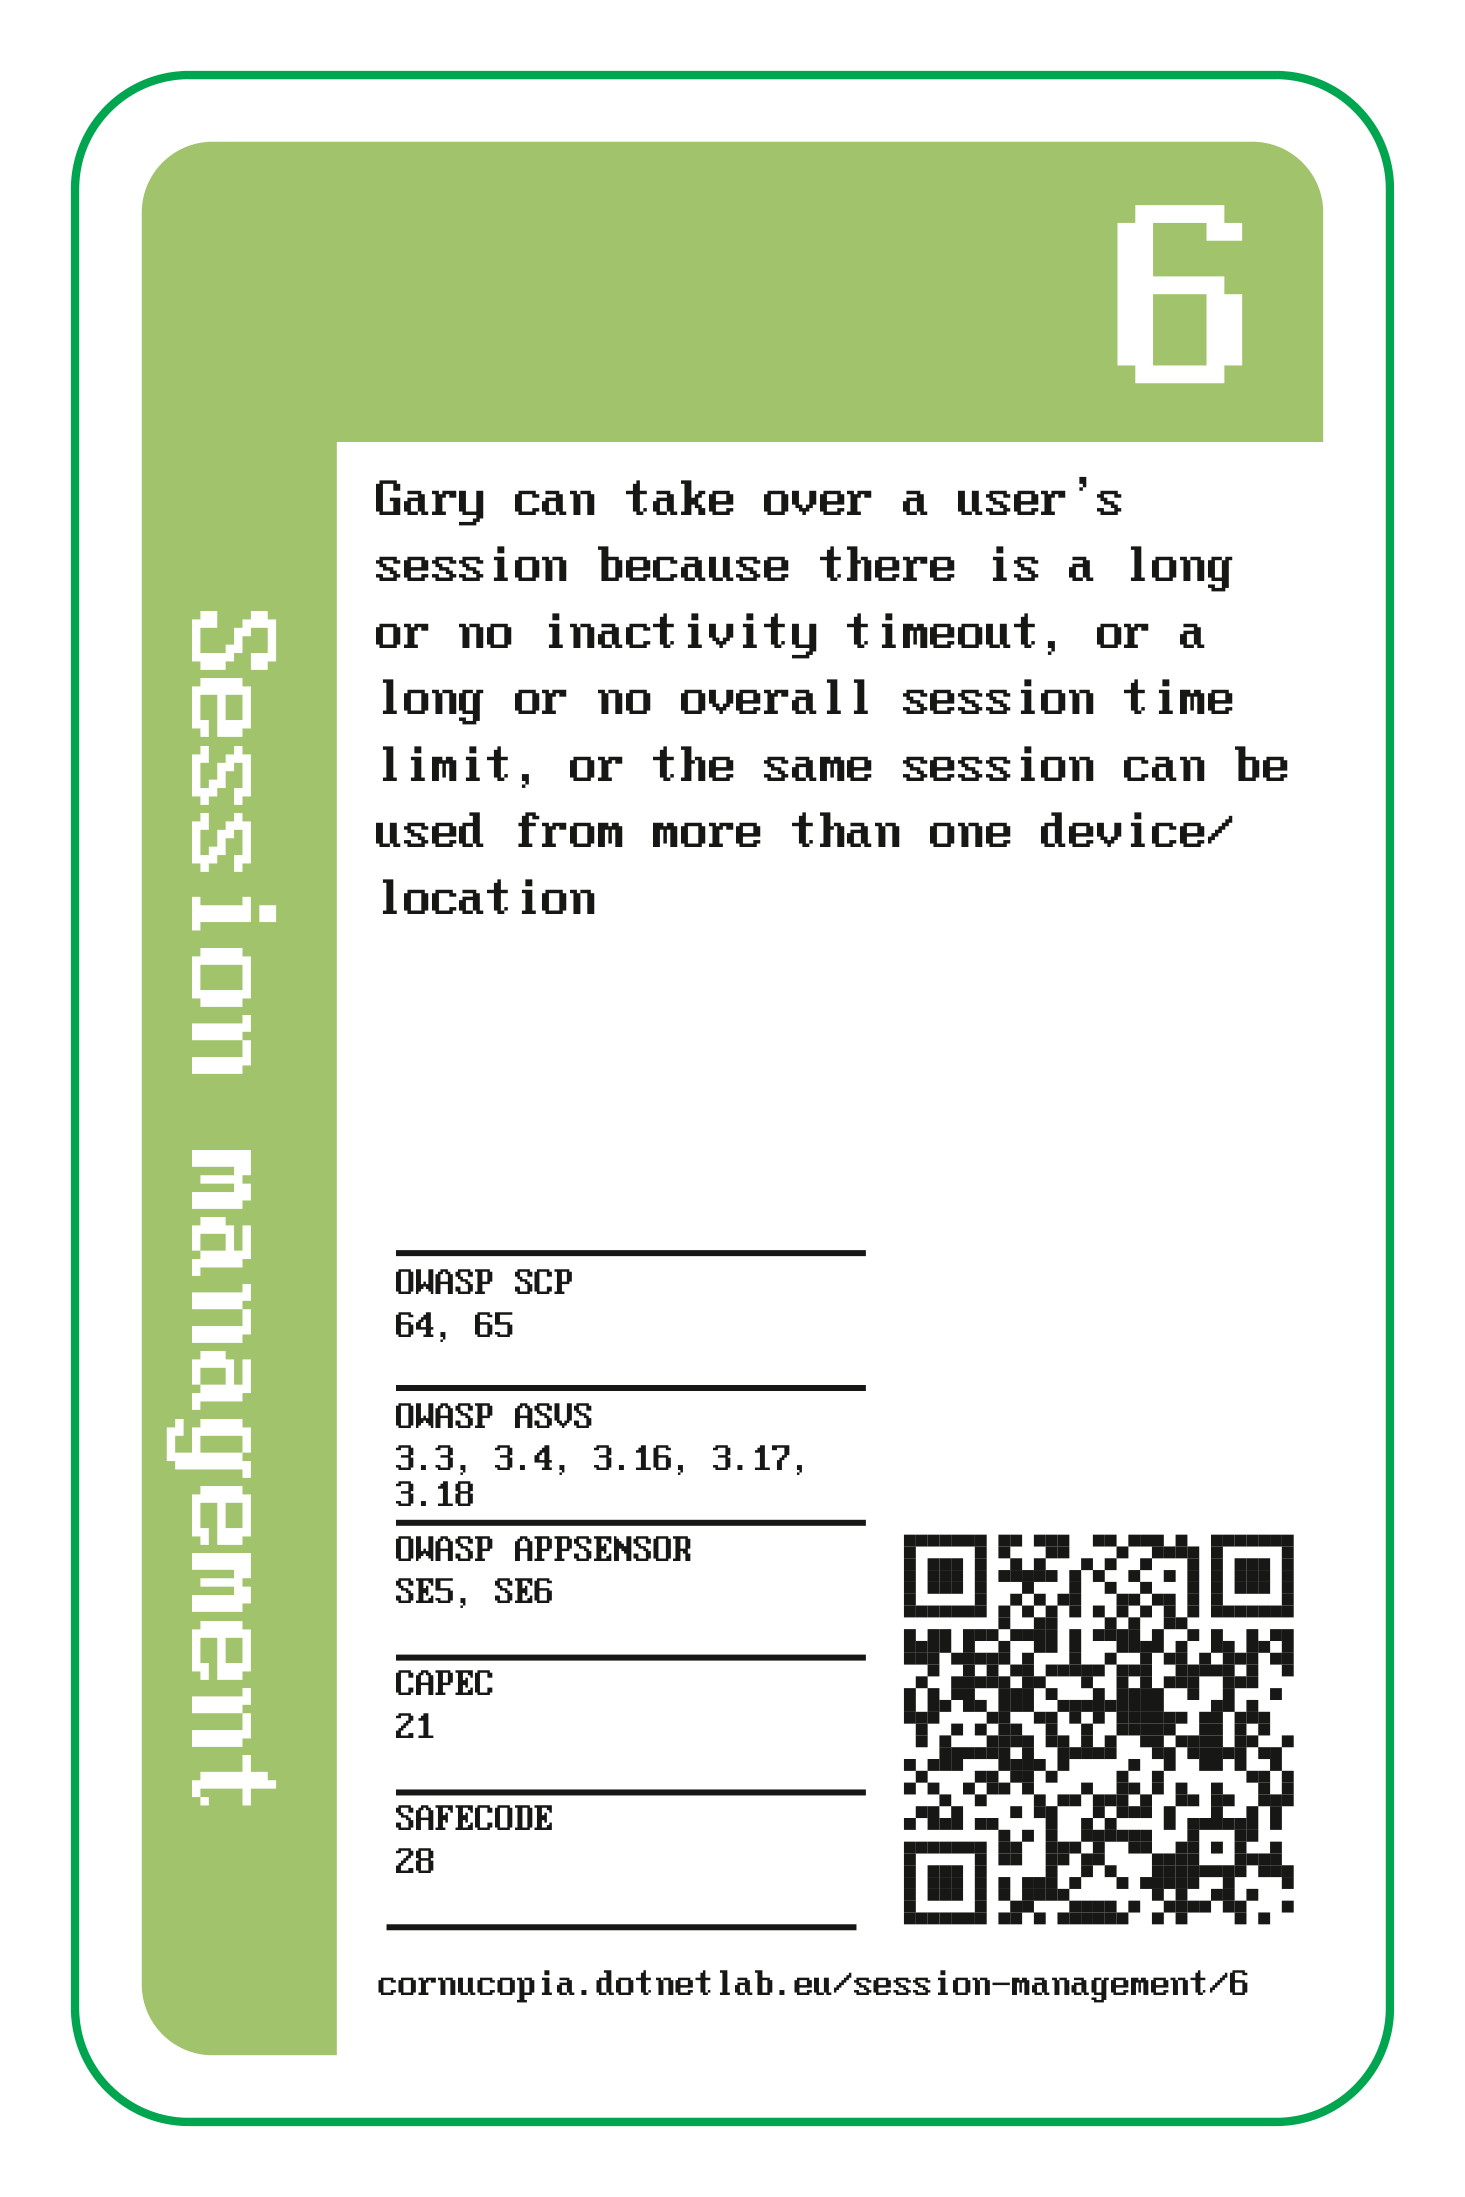 6
Session management
Gary can take over a user's
session because there is a long
or no inactivity timeout, or a
long or no overall session time
limit, or the same session can be
used from more than one device/
location
OWASP SCP
64, 65
OWASP ASVS
3.3, 3.4, 3.16, 3.17,
3.18
OWASP APPSENSOR
SE5, SE6
CAPEC
21
SAFECODE
28
cornucopia.dotnetlab.eu/session-management/6